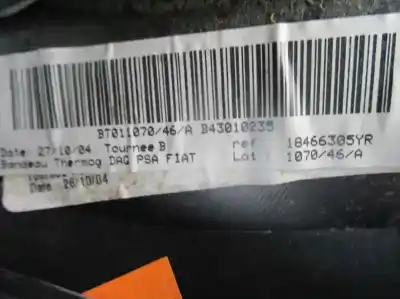 BT011070/46/A B43010235
Date: 27/10/04 Tournee B ref 18466305YR
Bandeau Thermog DAG PSA FIAT Lot 1070/46/A
Date 26/10/04